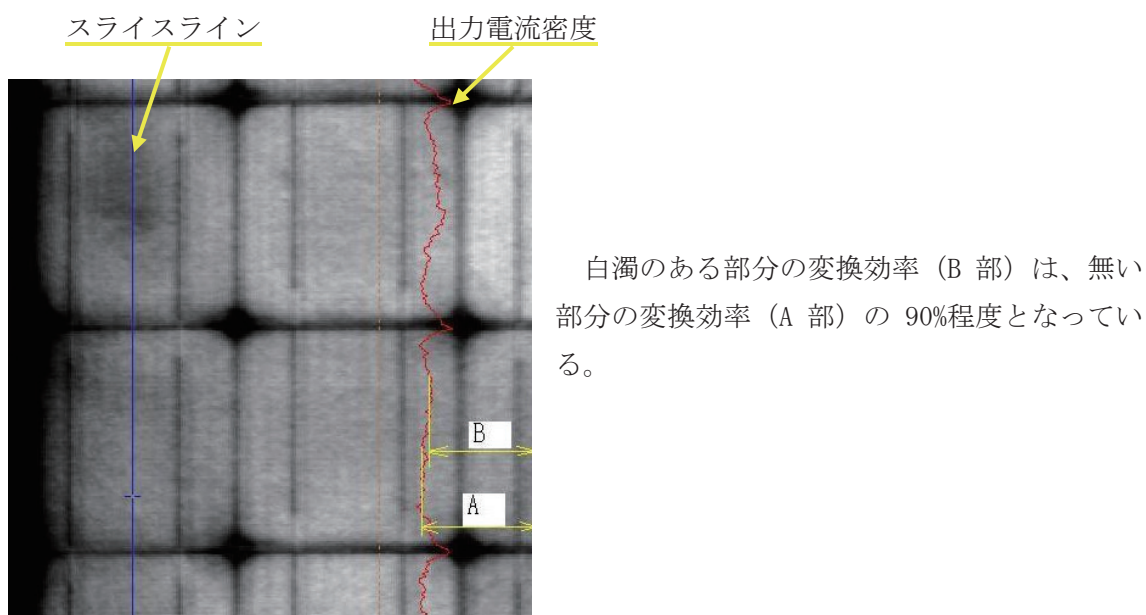 スライスライン
出力電流密度
白濁のある部分の変換効率（B 部）は、無い
部分の変換効率（A 部）の 90%程度となってい
る。
B
A